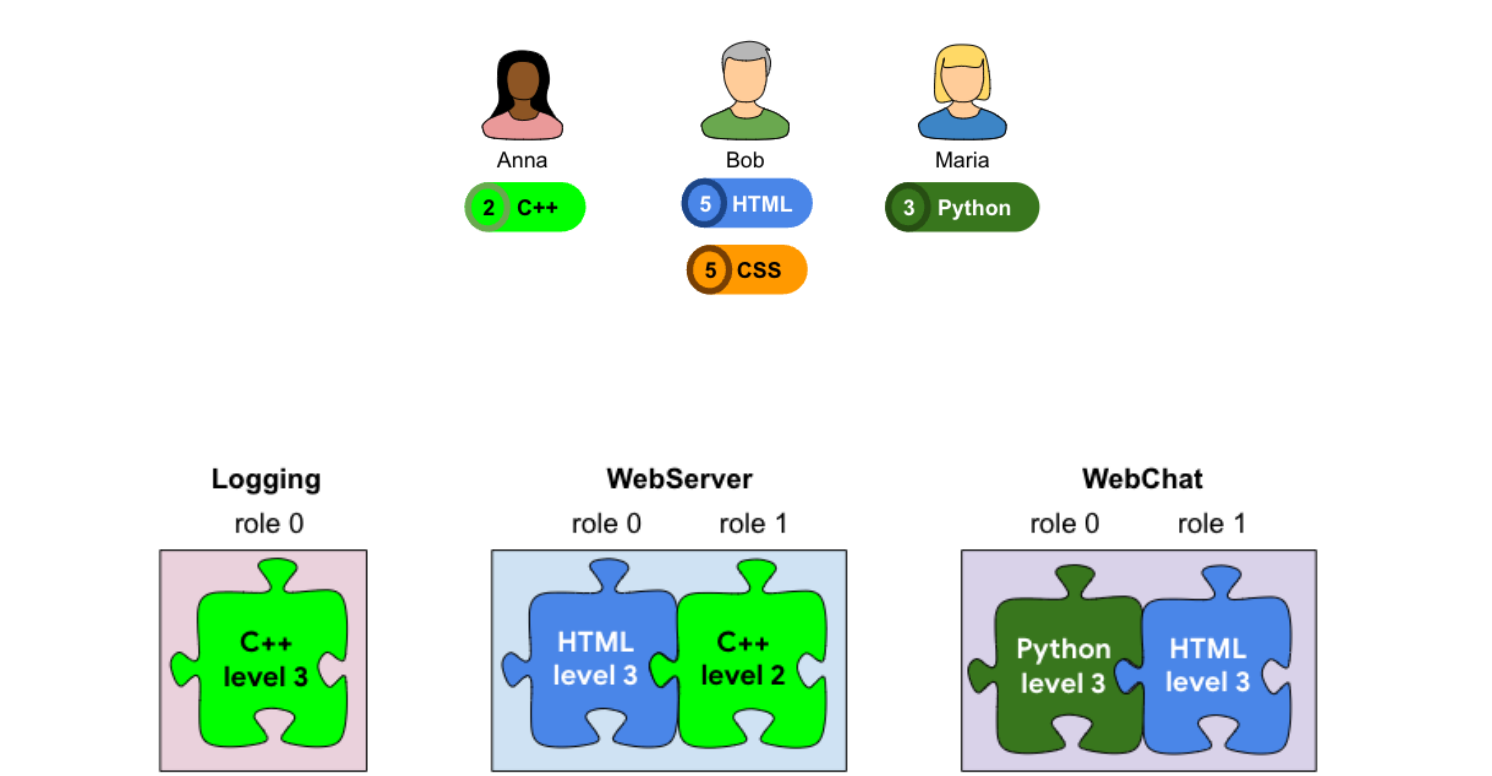 Anna
Bob
Maria
2 C++
5 HTML
3 Python
5 CSS
Logging
WebServer
WebChat
role 0
role 0
role 1
role 0
role 1
C++
level 3
HTML
level 3
C++
level 2
Python
level 3
HTML
level 3